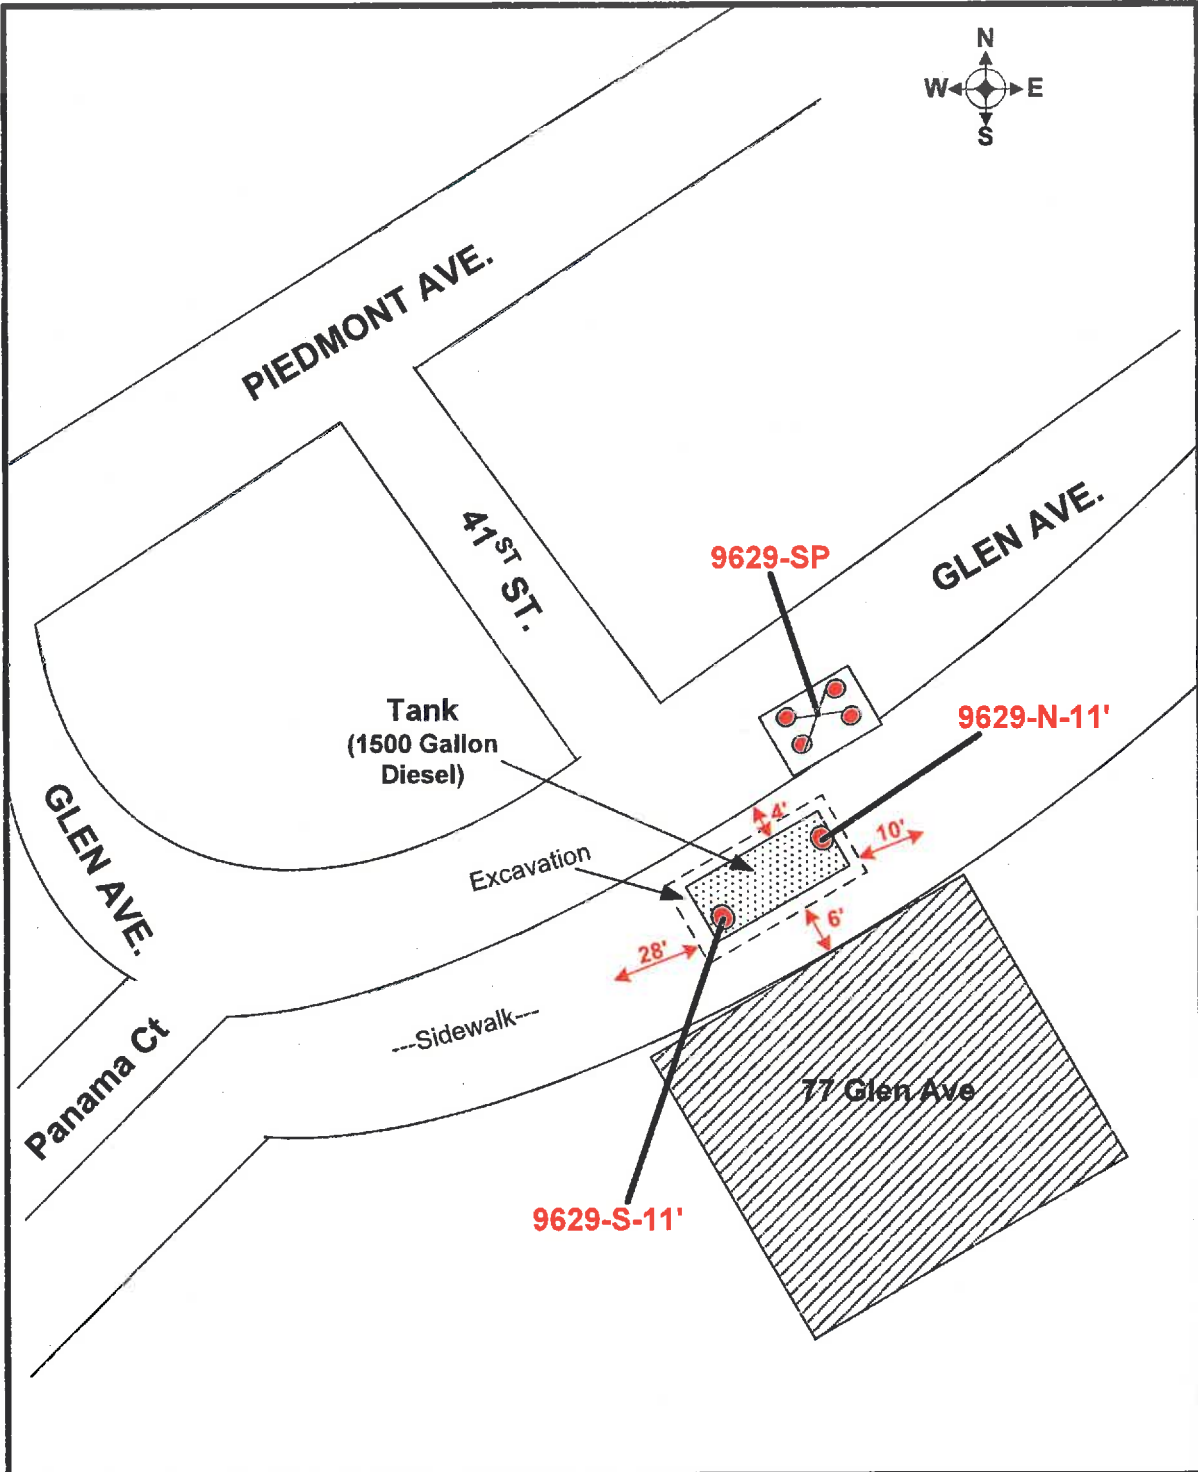 N
W E
S
PIEDMONT AVE.
41ST ST.
GLEN AVE.
9629-SP
Tank
(1500 Gallon
Diesel)
9629-N-11'
4'
10'
GLEN AVE.
Excavation
6'
28'
---Sidewalk---
Panama Ct
77 Glen Ave
9629-S-11'